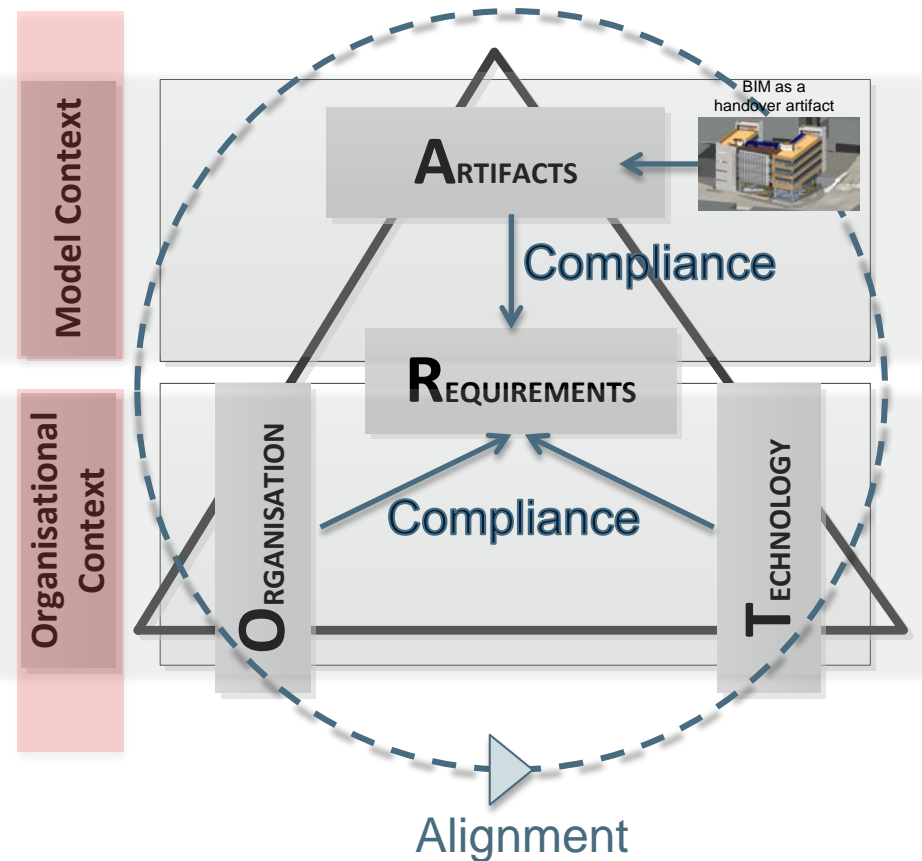 BIM as a
handover artifact
ARTIFACTS
Model Context
Compliance
REQUIREMENTS
Organisational
Context
ORGANISATION
Compliance
TECHNOLOGY
Alignment